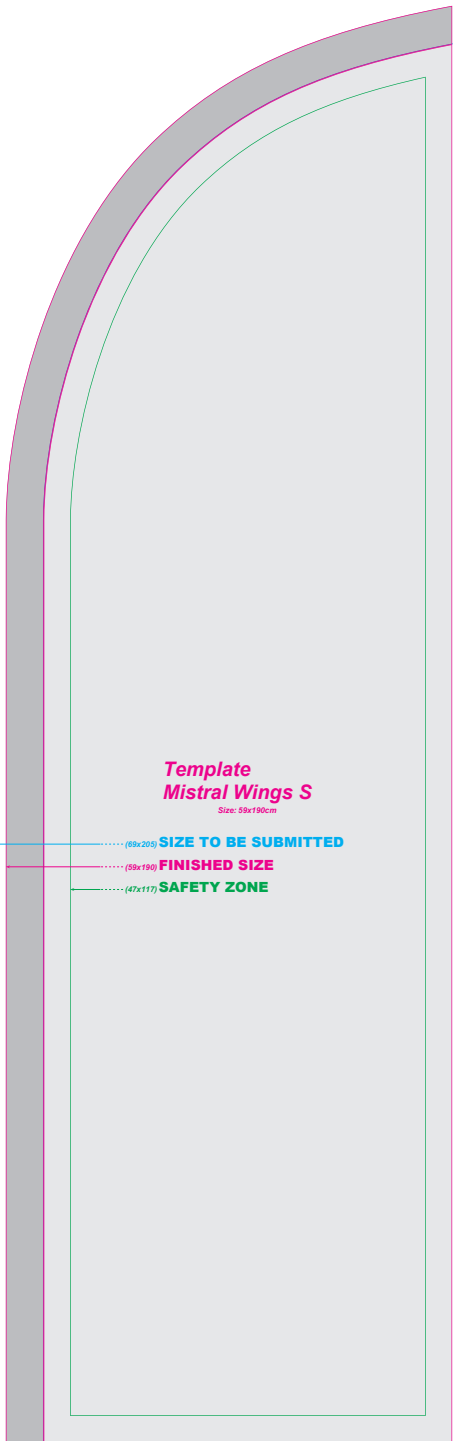 Template
Mistral Wings S
Size: 59x190cm
(69x205) SIZE TO BE SUBMITTED
(59x190) FINISHED SIZE
(47x117) SAFETY ZONE